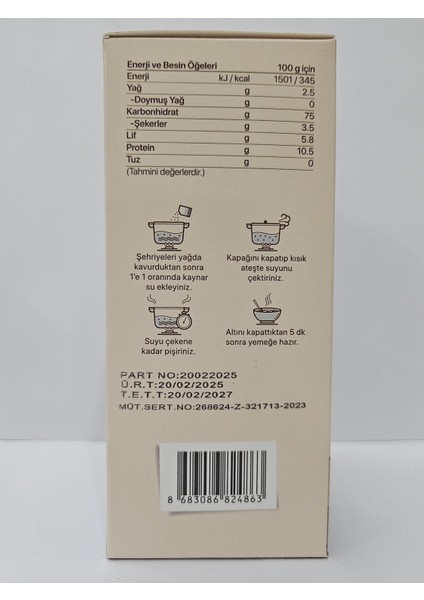 Enerji ve Besin Öğeleri 100 g için
Enerji kJ / kcal 1501 / 345
Yağ g 2.5
-Doymuş Yağ g 0
Karbonhidrat g 75
-Şekerler g 3.5
Lif g 5.8
Protein g 10.5
Tuz g 0
(Tahmini değerlerdir.)
Şehriyeleri yağda
kavurduktan sonra
1'e 1 oranında kaynar
su ekleyiniz.
Kapağını kapatıp kısık
ateşte suyunu
çektiriniz.
Suyu çekene
kadar pişiriniz.
Altını kapattıktan 5 dk
sonra yemeğe hazır.
PART NO:20022025
Ü.R.T:20/02/2025
T.E.T.T:20/02/2027
MÜT.SERT.NO:268624-Z-321713-2023
8 683086 824863